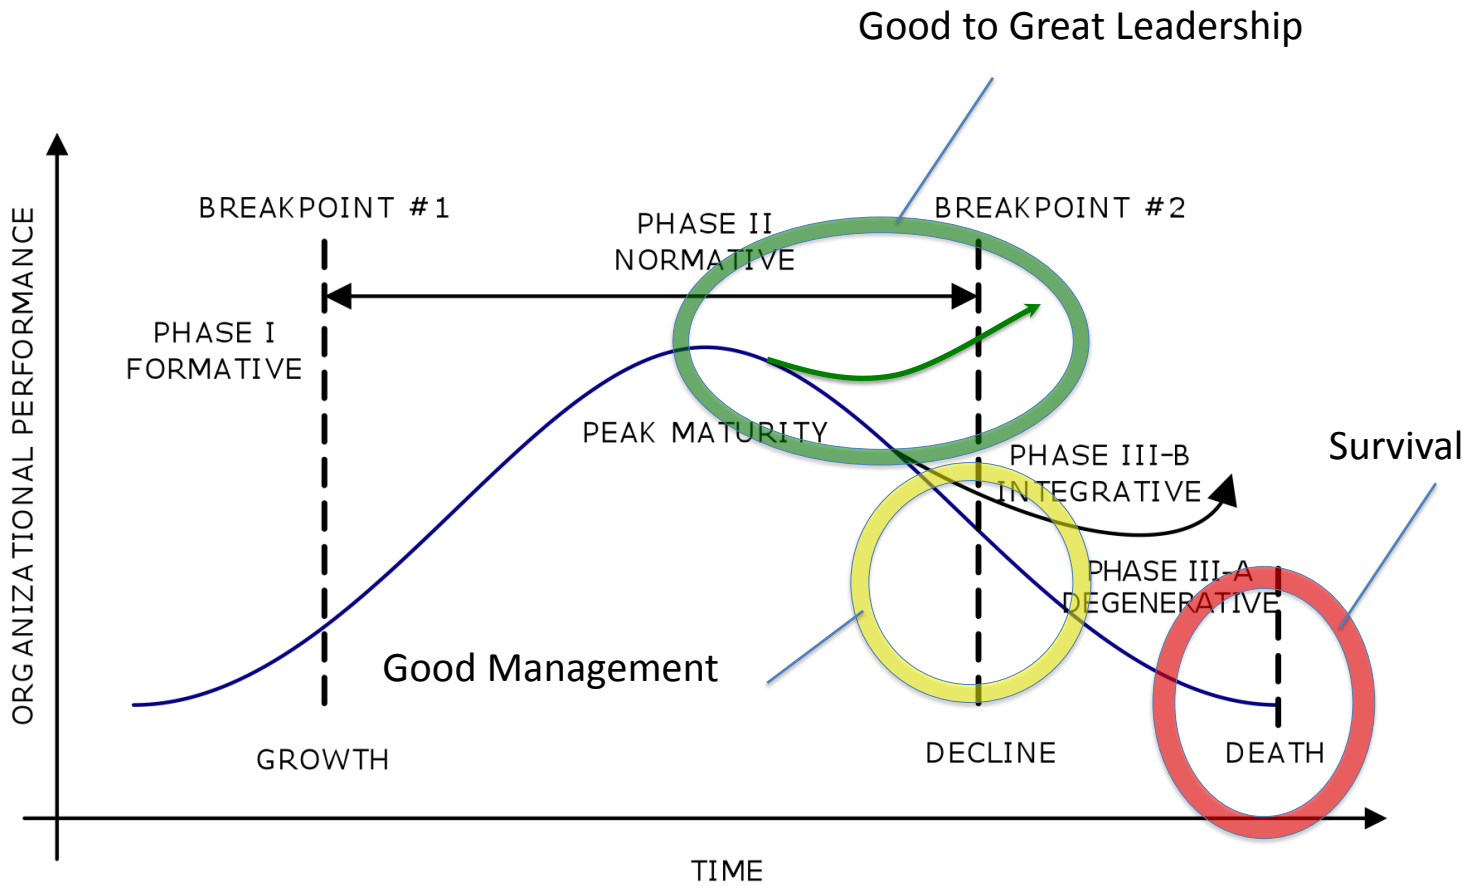 Good to Great Leadership
BREAKPOINT #1
PHASE II
NORMATIVE
BREAKPOINT #2
PHASE I
FORMATIVE
ORGANIZATIONAL PERFORMANCE
PEAK MATURITY
PHASE III-B
INTEGRATIVE
Survival
PHASE III-A
DEGENERATIVE
Good Management
GROWTH
DECLINE
DEATH
TIME